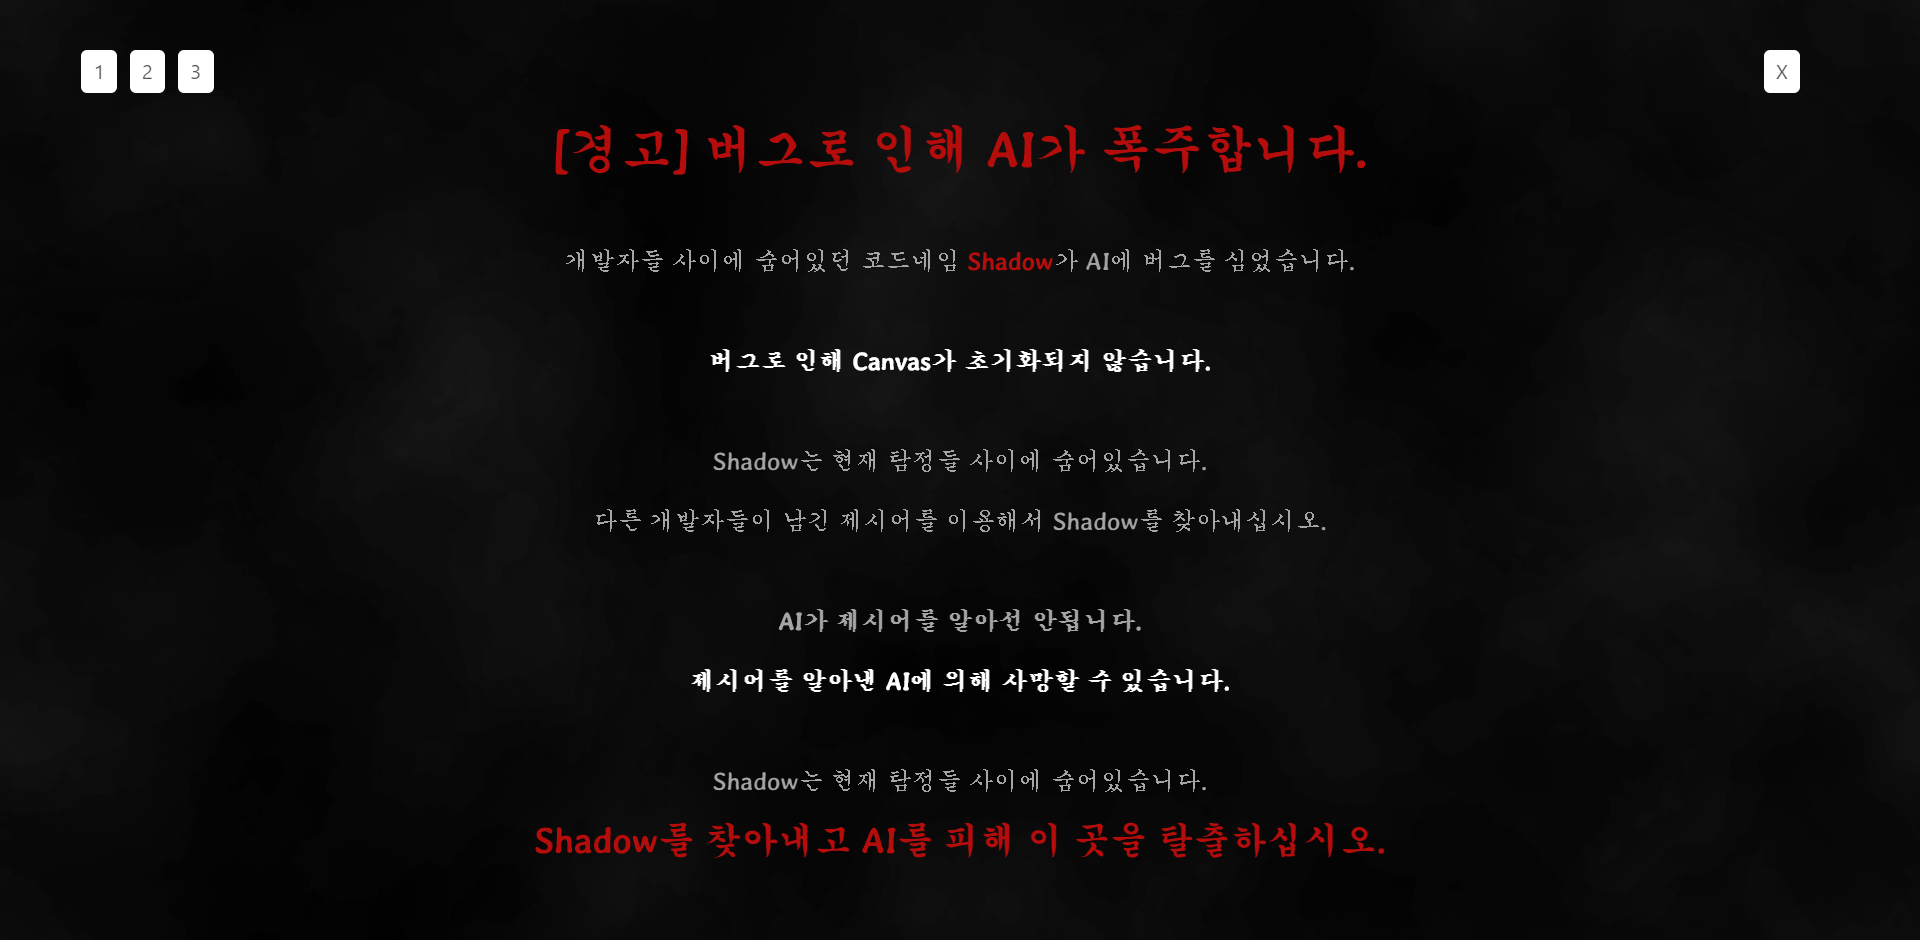 1 2 3 X
[경고] 버그로 인해 AI가 폭주합니다.
개발자들 사이에 숨어있던 코드네임 Shadow가 AI에 버그를 심었습니다.
버그로 인해 Canvas가 초기화되지 않습니다.
Shadow는 현재 탐정들 사이에 숨어있습니다.
다른 개발자들이 남긴 제시어를 이용해서 Shadow를 찾아내십시오.
AI가 제시어를 알아선 안됩니다.
제시어를 알아낸 AI에 의해 사망할 수 있습니다.
Shadow는 현재 탐정들 사이에 숨어있습니다.
Shadow를 찾아내고 AI를 피해 이 곳을 탈출하십시오.